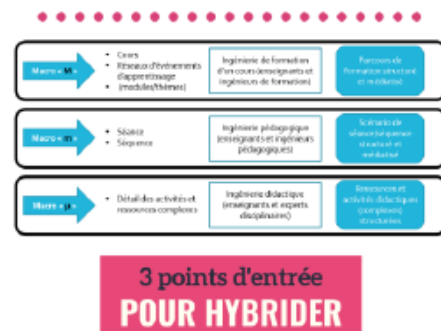 Macro « M »
• Cours
• Réseaux d'événements
d'apprentissage
• (modules/thèmes)
Ingénierie de formation
d'un cours (enseignants et
ingénieurs de formation)
Parcours de
formation structuré
et médiatisé
Macro « m »
• Séance
• Séquence
Ingénierie pédagogique
(enseignants et ingénieurs
pédagogiques)
Scénario de
séance/séquence
structuré et
médiatisé
Macro « µ »
• Détail des activités et
ressources complexes
Ingénierie didactique
(enseignants et experts
disciplinaires)
Ressources et
activités didactiques
(complexes)
structurées
3 points d'entrée
POUR HYBRIDER